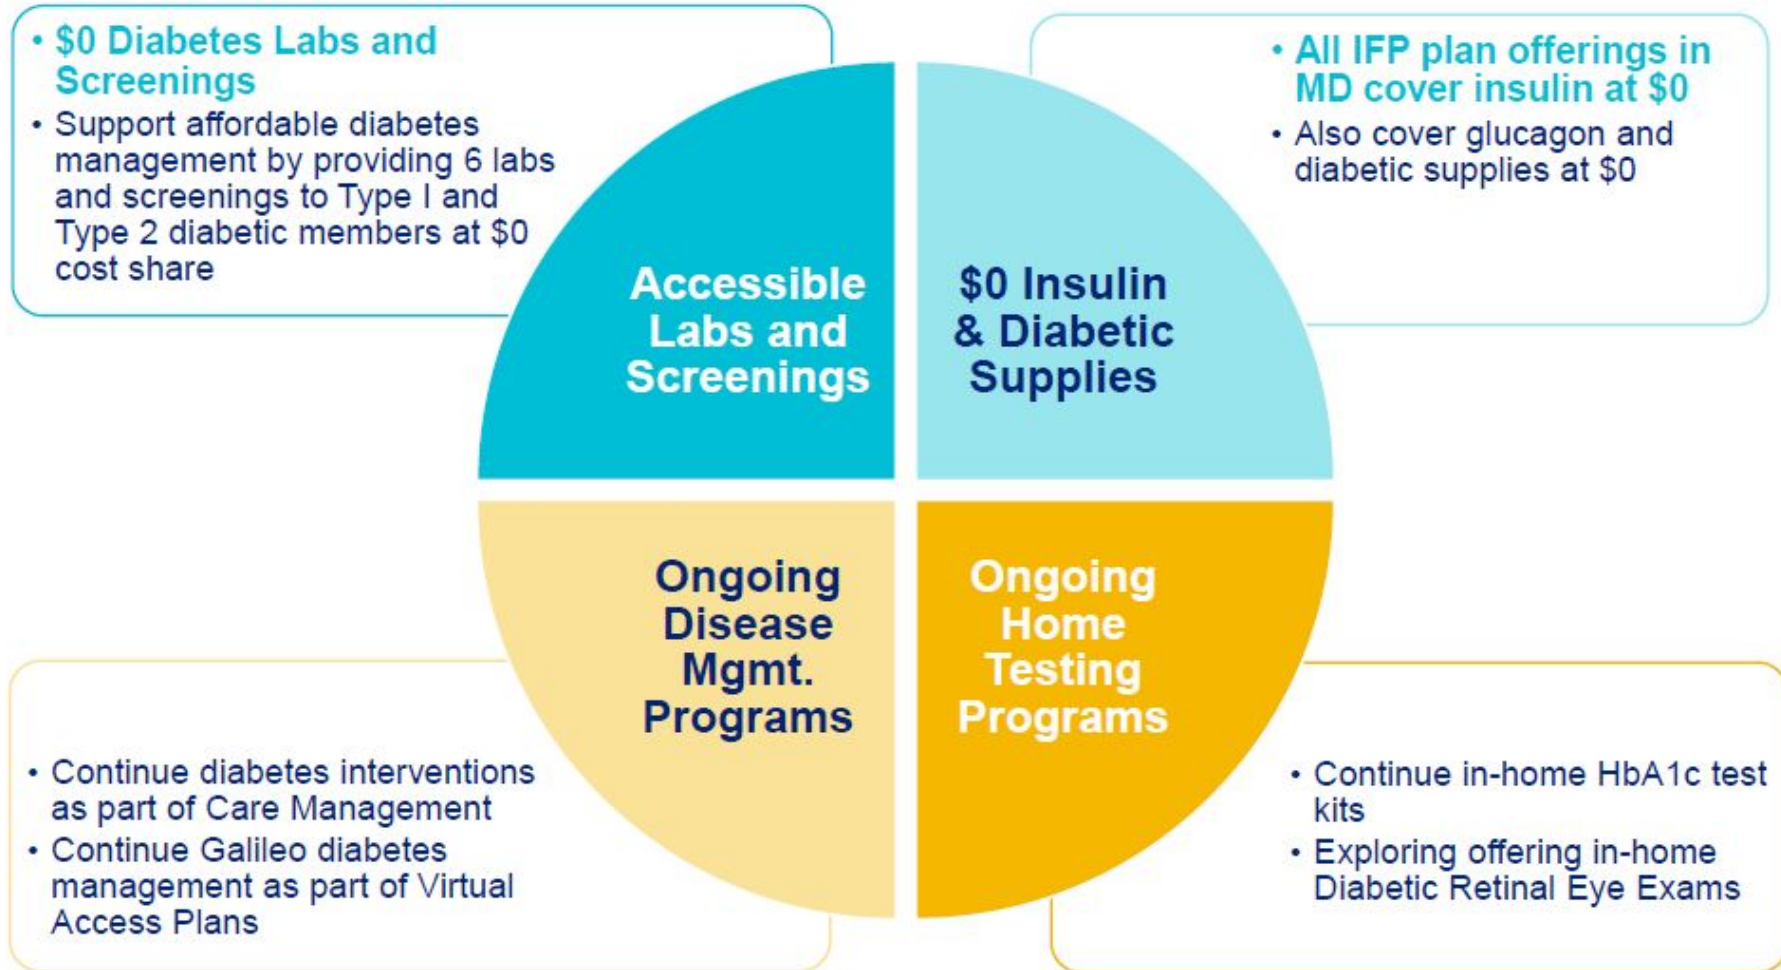 • $0 Diabetes Labs and
Screenings
• Support affordable diabetes
management by providing 6 labs
and screenings to Type I and
Type 2 diabetic members at $0
cost share
• All IFP plan offerings in
MD cover insulin at $0
• Also cover glucagon and
diabetic supplies at $0
Accessible
Labs and
Screenings
$0 Insulin
& Diabetic
Supplies
Ongoing
Disease
Mgmt.
Programs
Ongoing
Home
Testing
Programs
• Continue diabetes interventions
as part of Care Management
• Continue Galileo diabetes
management as part of Virtual
Access Plans
• Continue in-home HbA1c test
kits
• Exploring offering in-home
Diabetic Retinal Eye Exams